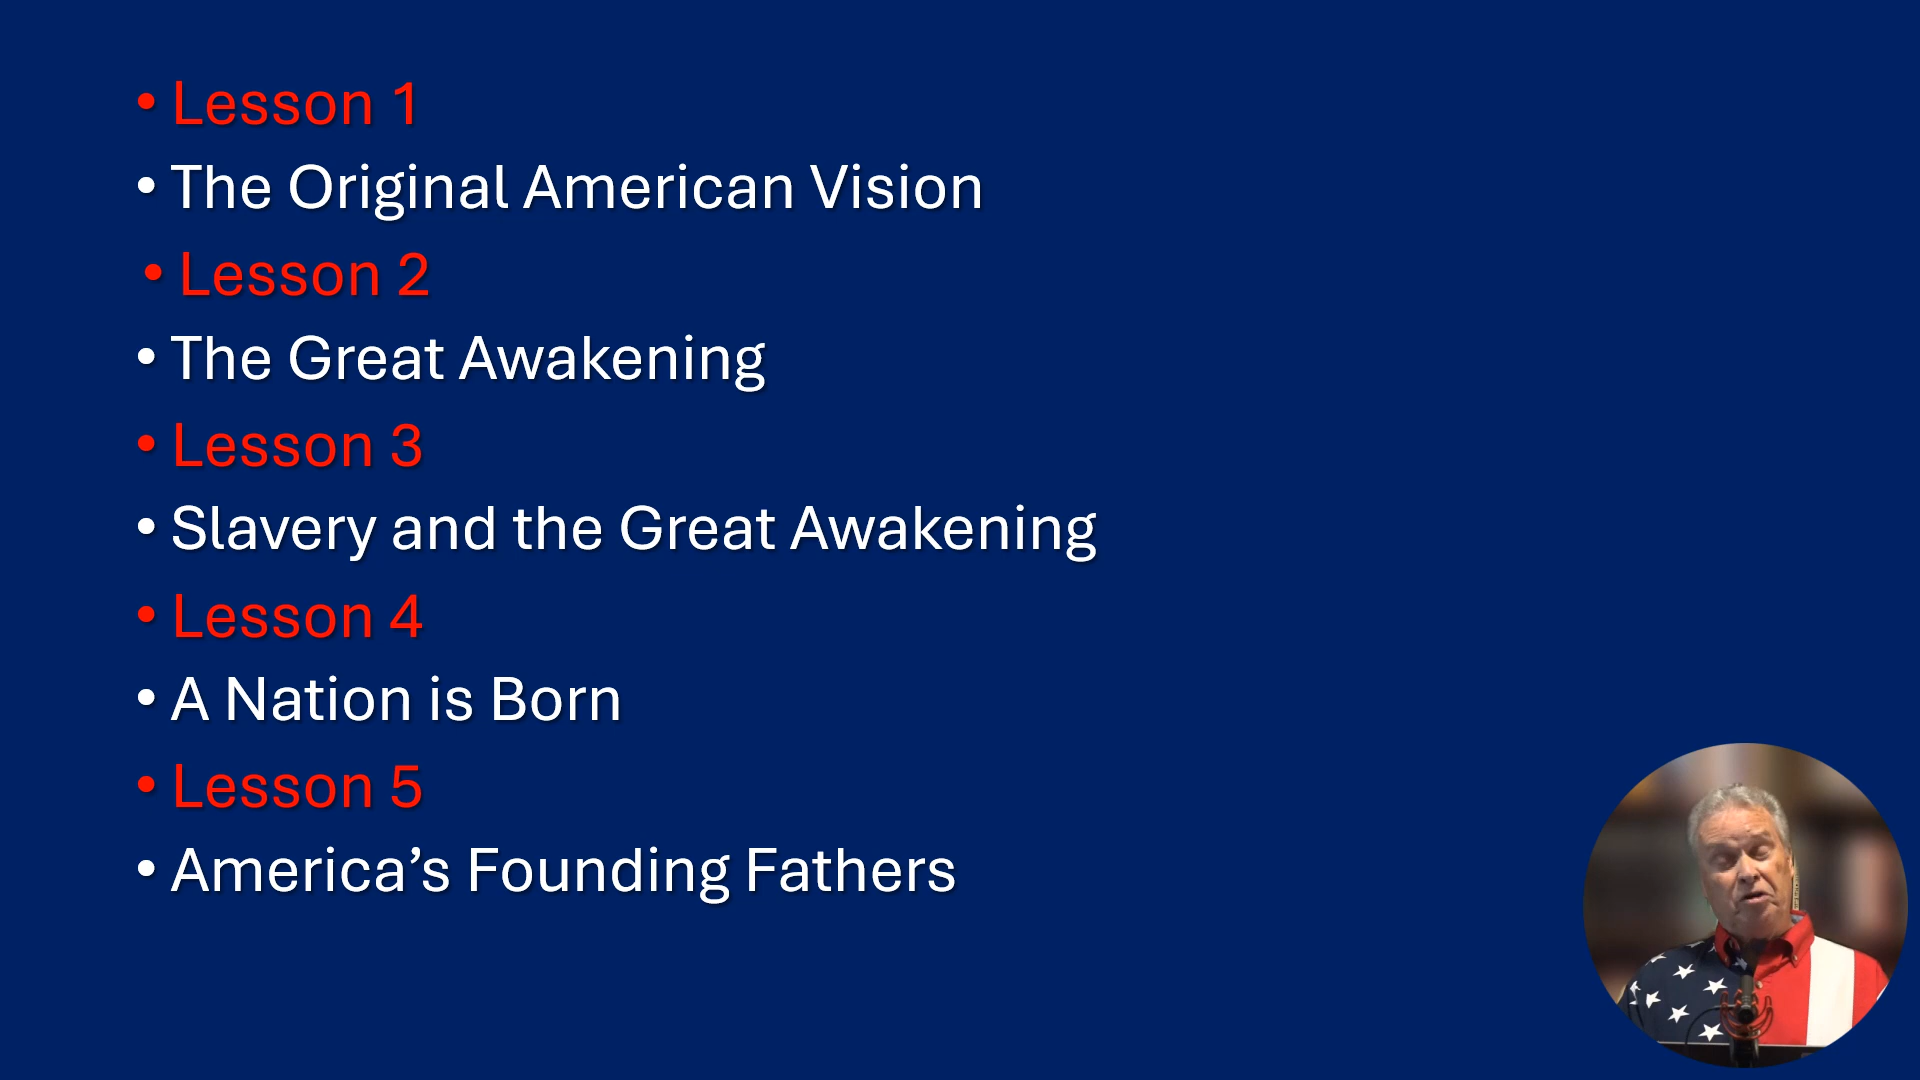 • Lesson 1
• The Original American Vision
• Lesson 2
• The Great Awakening
• Lesson 3
• Slavery and the Great Awakening
• Lesson 4
• A Nation is Born
• Lesson 5
• America’s Founding Fathers